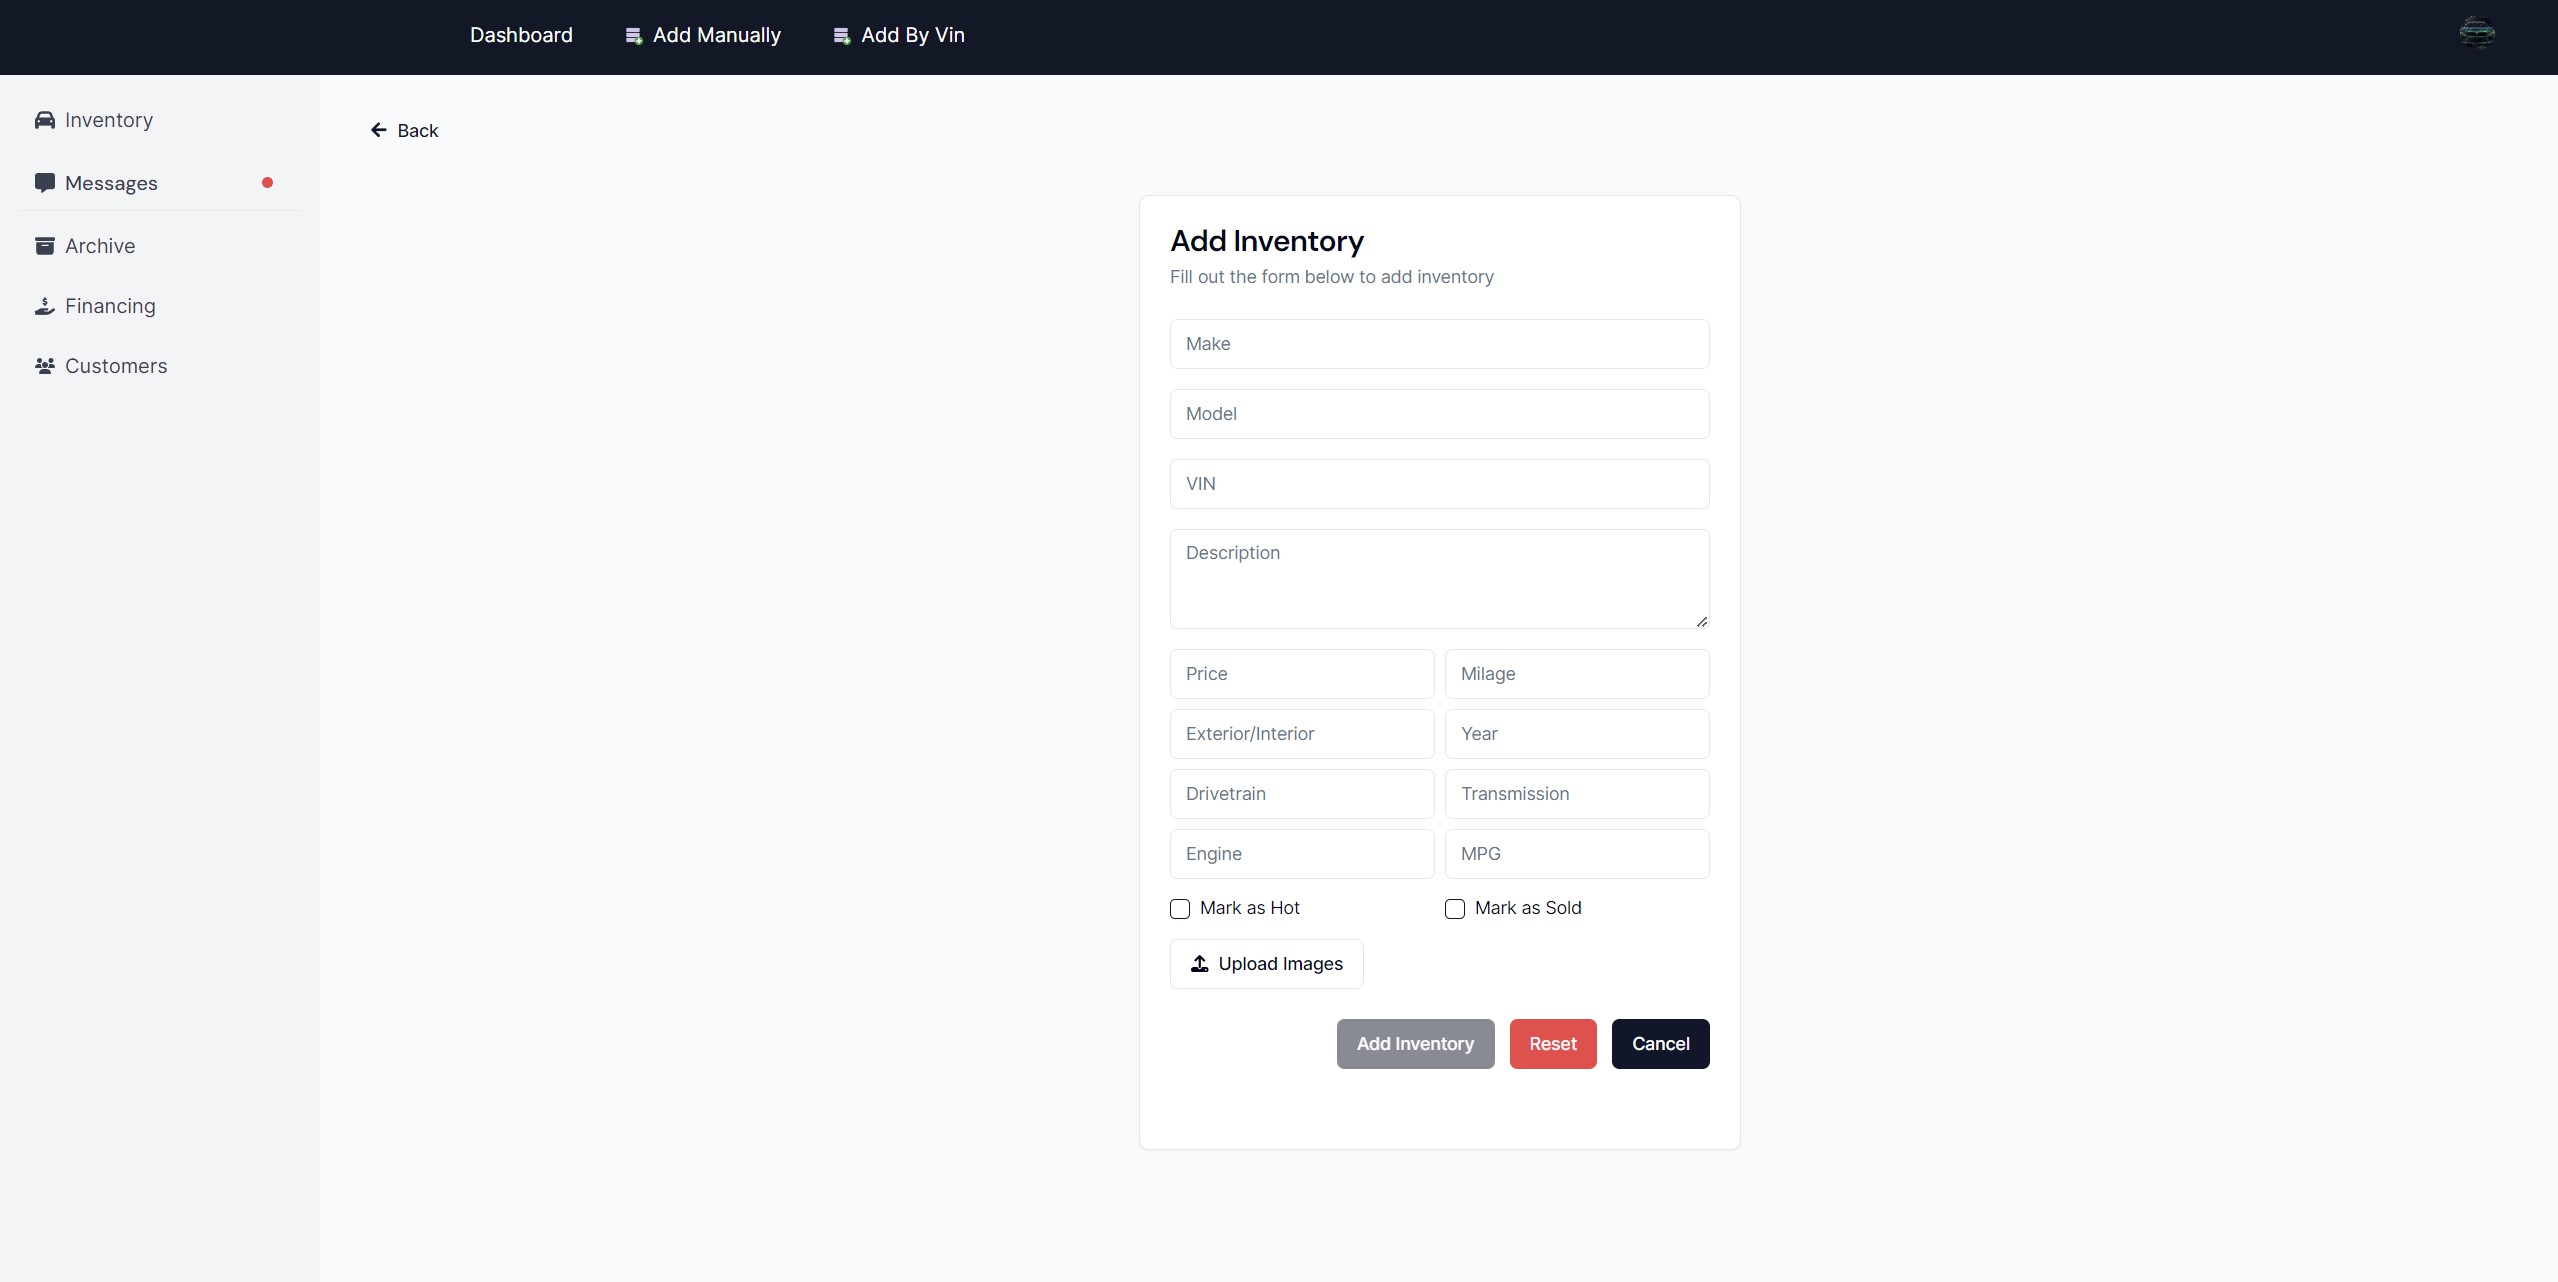 Dashboard
Add Manually
Add By Vin
Inventory
Messages
Archive
Financing
Customers
Back
Add Inventory
Fill out the form below to add inventory
Make
Model
VIN
Description
Price
Milage
Exterior/Interior
Year
Drivetrain
Transmission
Engine
MPG
Mark as Hot
Mark as Sold
Upload Images
Add Inventory
Reset
Cancel